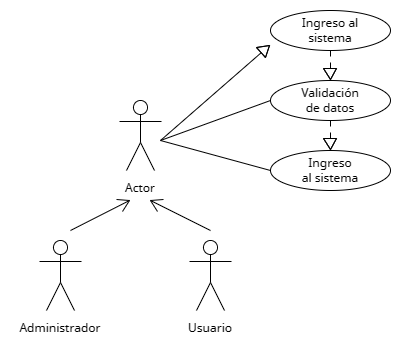 Ingreso al
sistema
Validación
de datos
Ingreso
al sistema
Actor
Administrador
Usuario